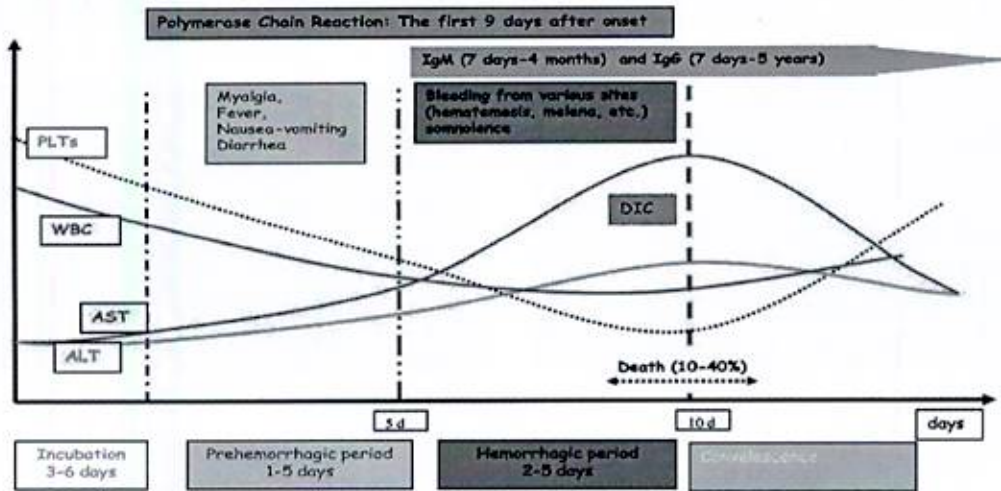 Polymerase Chain Reaction: The first 9 days after onset
IgM (7 days-4 months) and IgG (7 days-5 years)
Myalgia,
Fever,
Nausea-vomiting
Diarrhea
Bleeding from various sites
(hematemesis, melena, etc.)
somnolence
PLTs
WBC
DIC
AST
ALT
Death (10-40%)
5 d
10 d
days
Incubation
3-6 days
Prehemorrhagic period
1-5 days
Hemorrhagic period
2-5 days
Convelescence